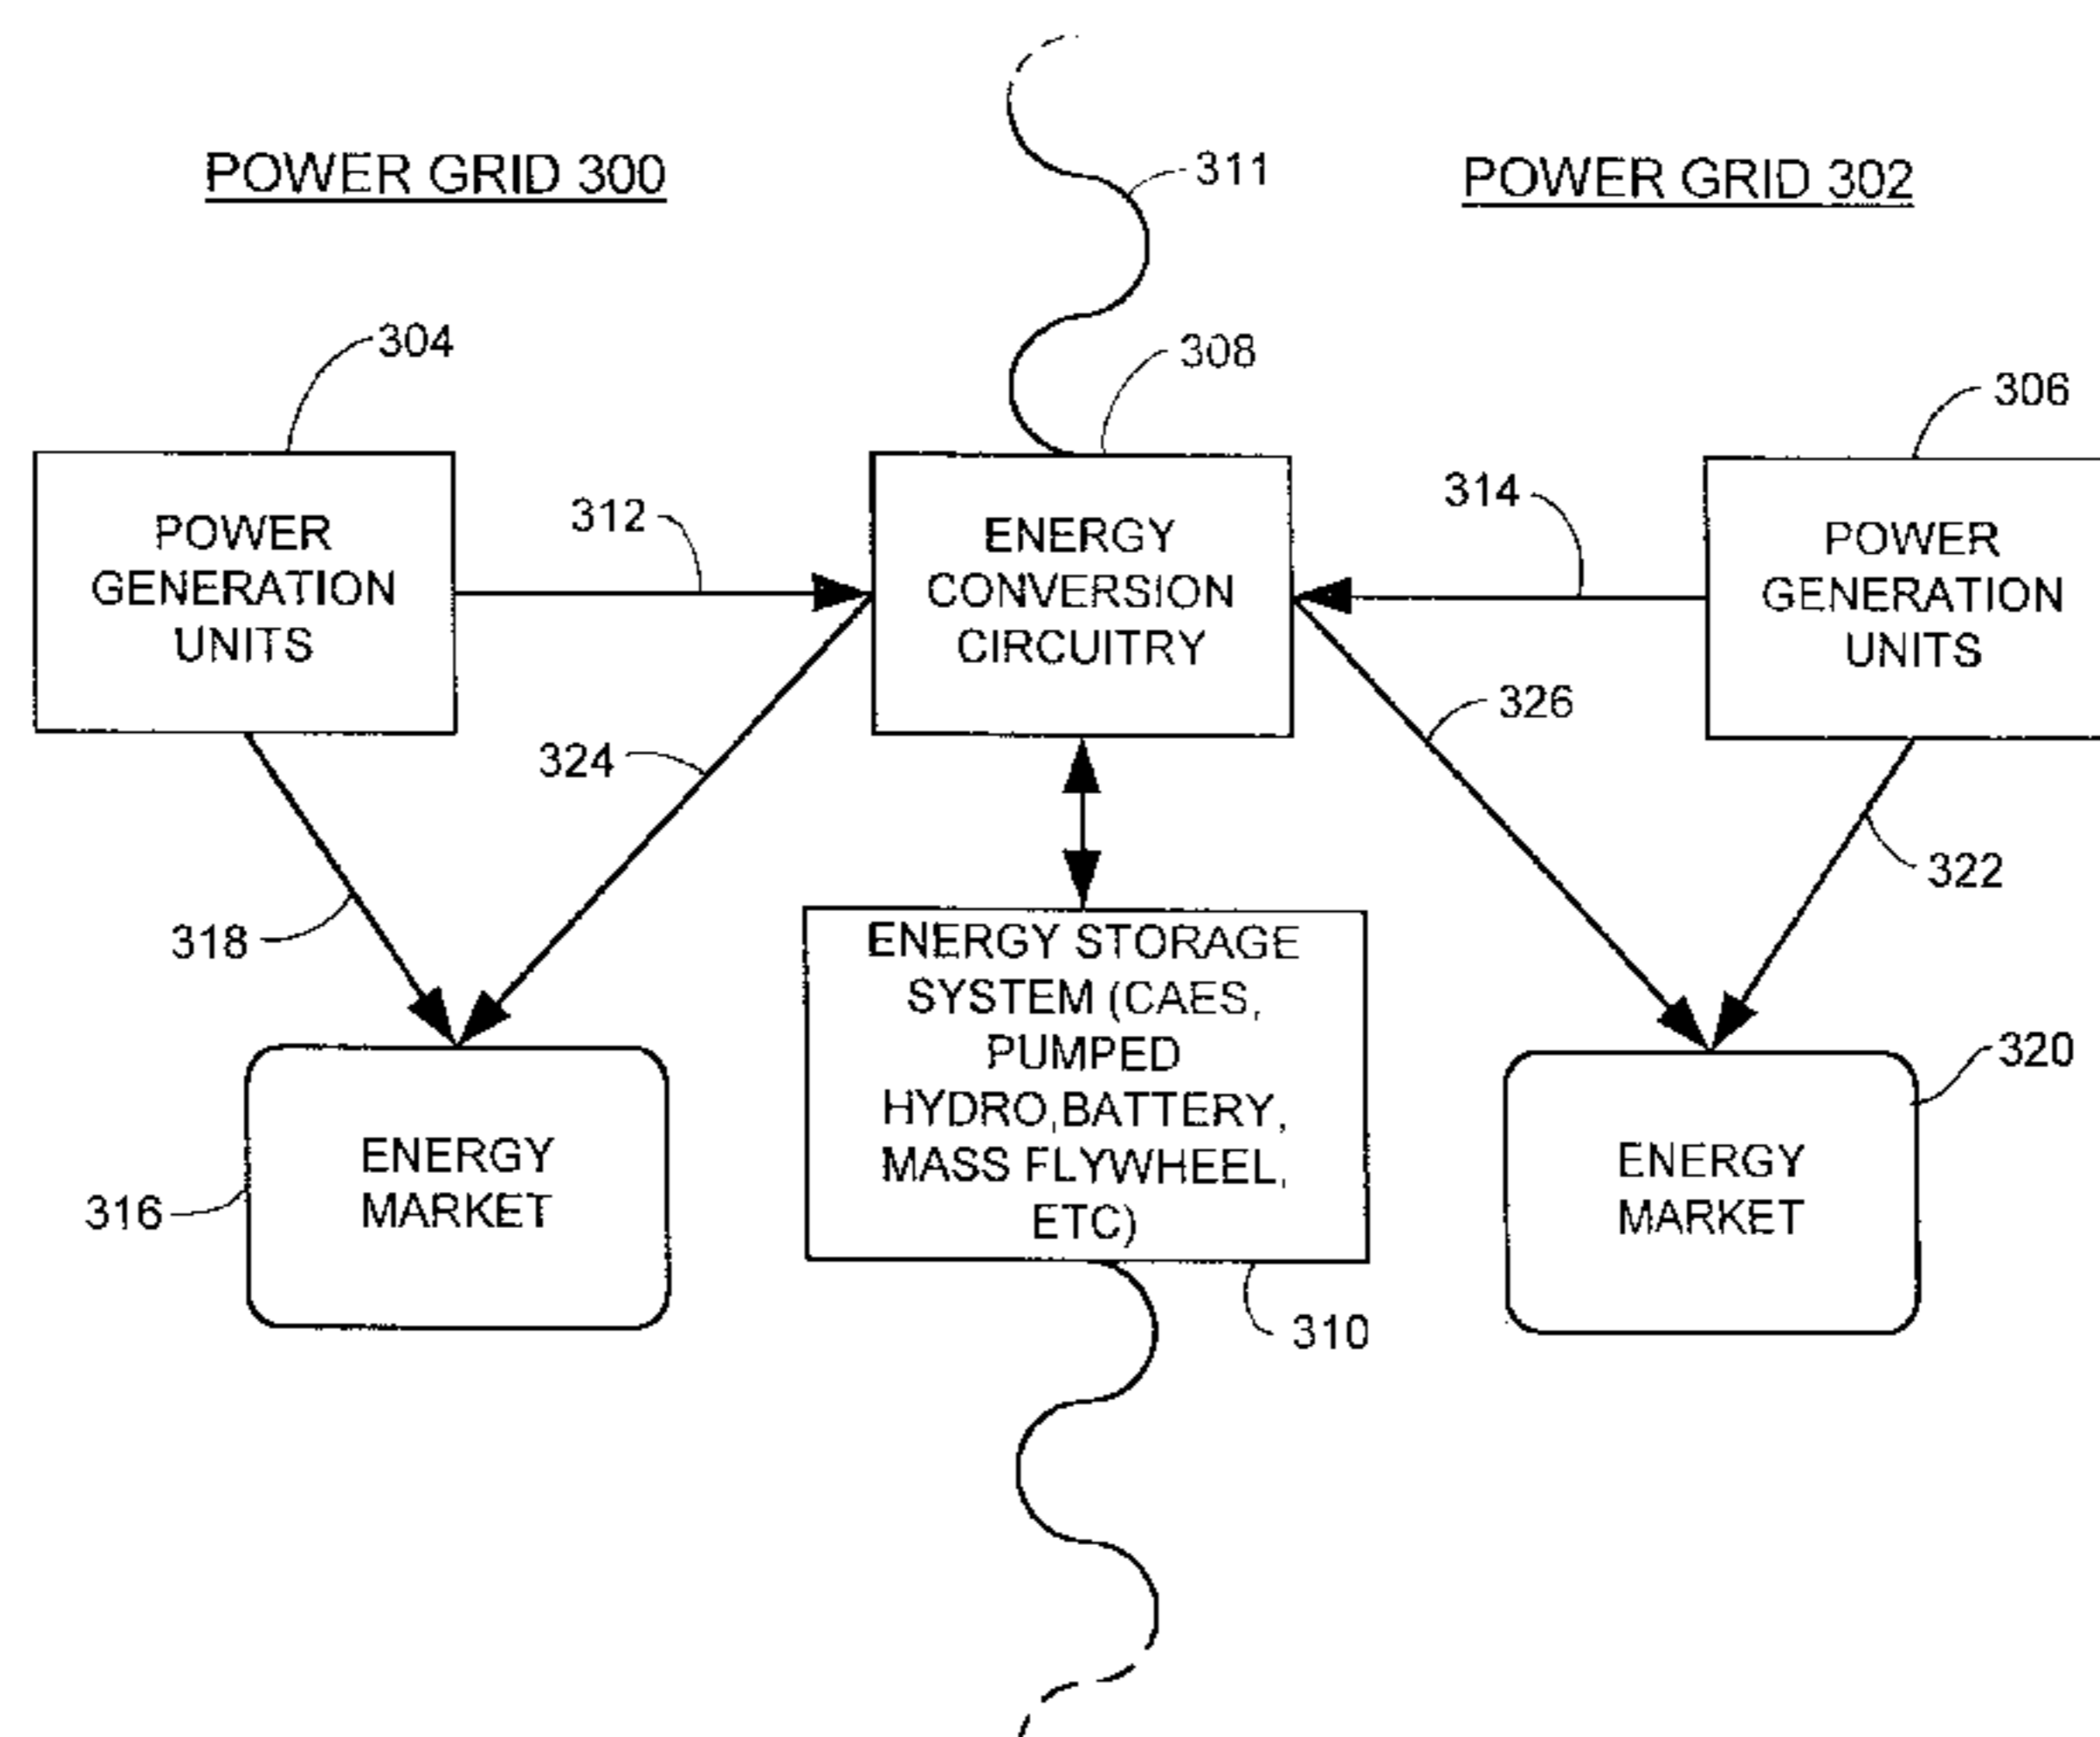 311
POWER GRID 300
POWER GRID 302
304
308
306
312
314
POWER
GENERATION
UNITS
ENERGY
CONVERSION
CIRCUITRY
POWER
GENERATION
UNITS
326
324
322
318
ENERGY STORAGE
SYSTEM (CAES,
PUMPED
HYDRO,BATTERY,
MASS FLYWHEEL,
ETC)
320
ENERGY
MARKET
316
ENERGY
MARKET
310